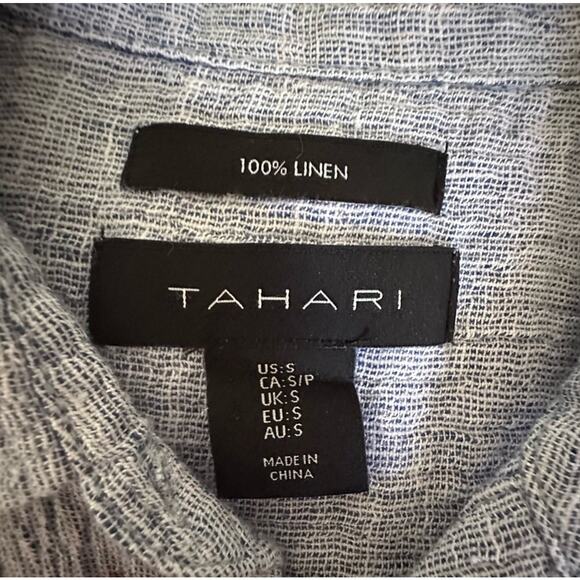 100% LINEN
TAHARI
US:S
CA:S/P
UK:S
EU:S
AU:S
MADE IN
CHINA